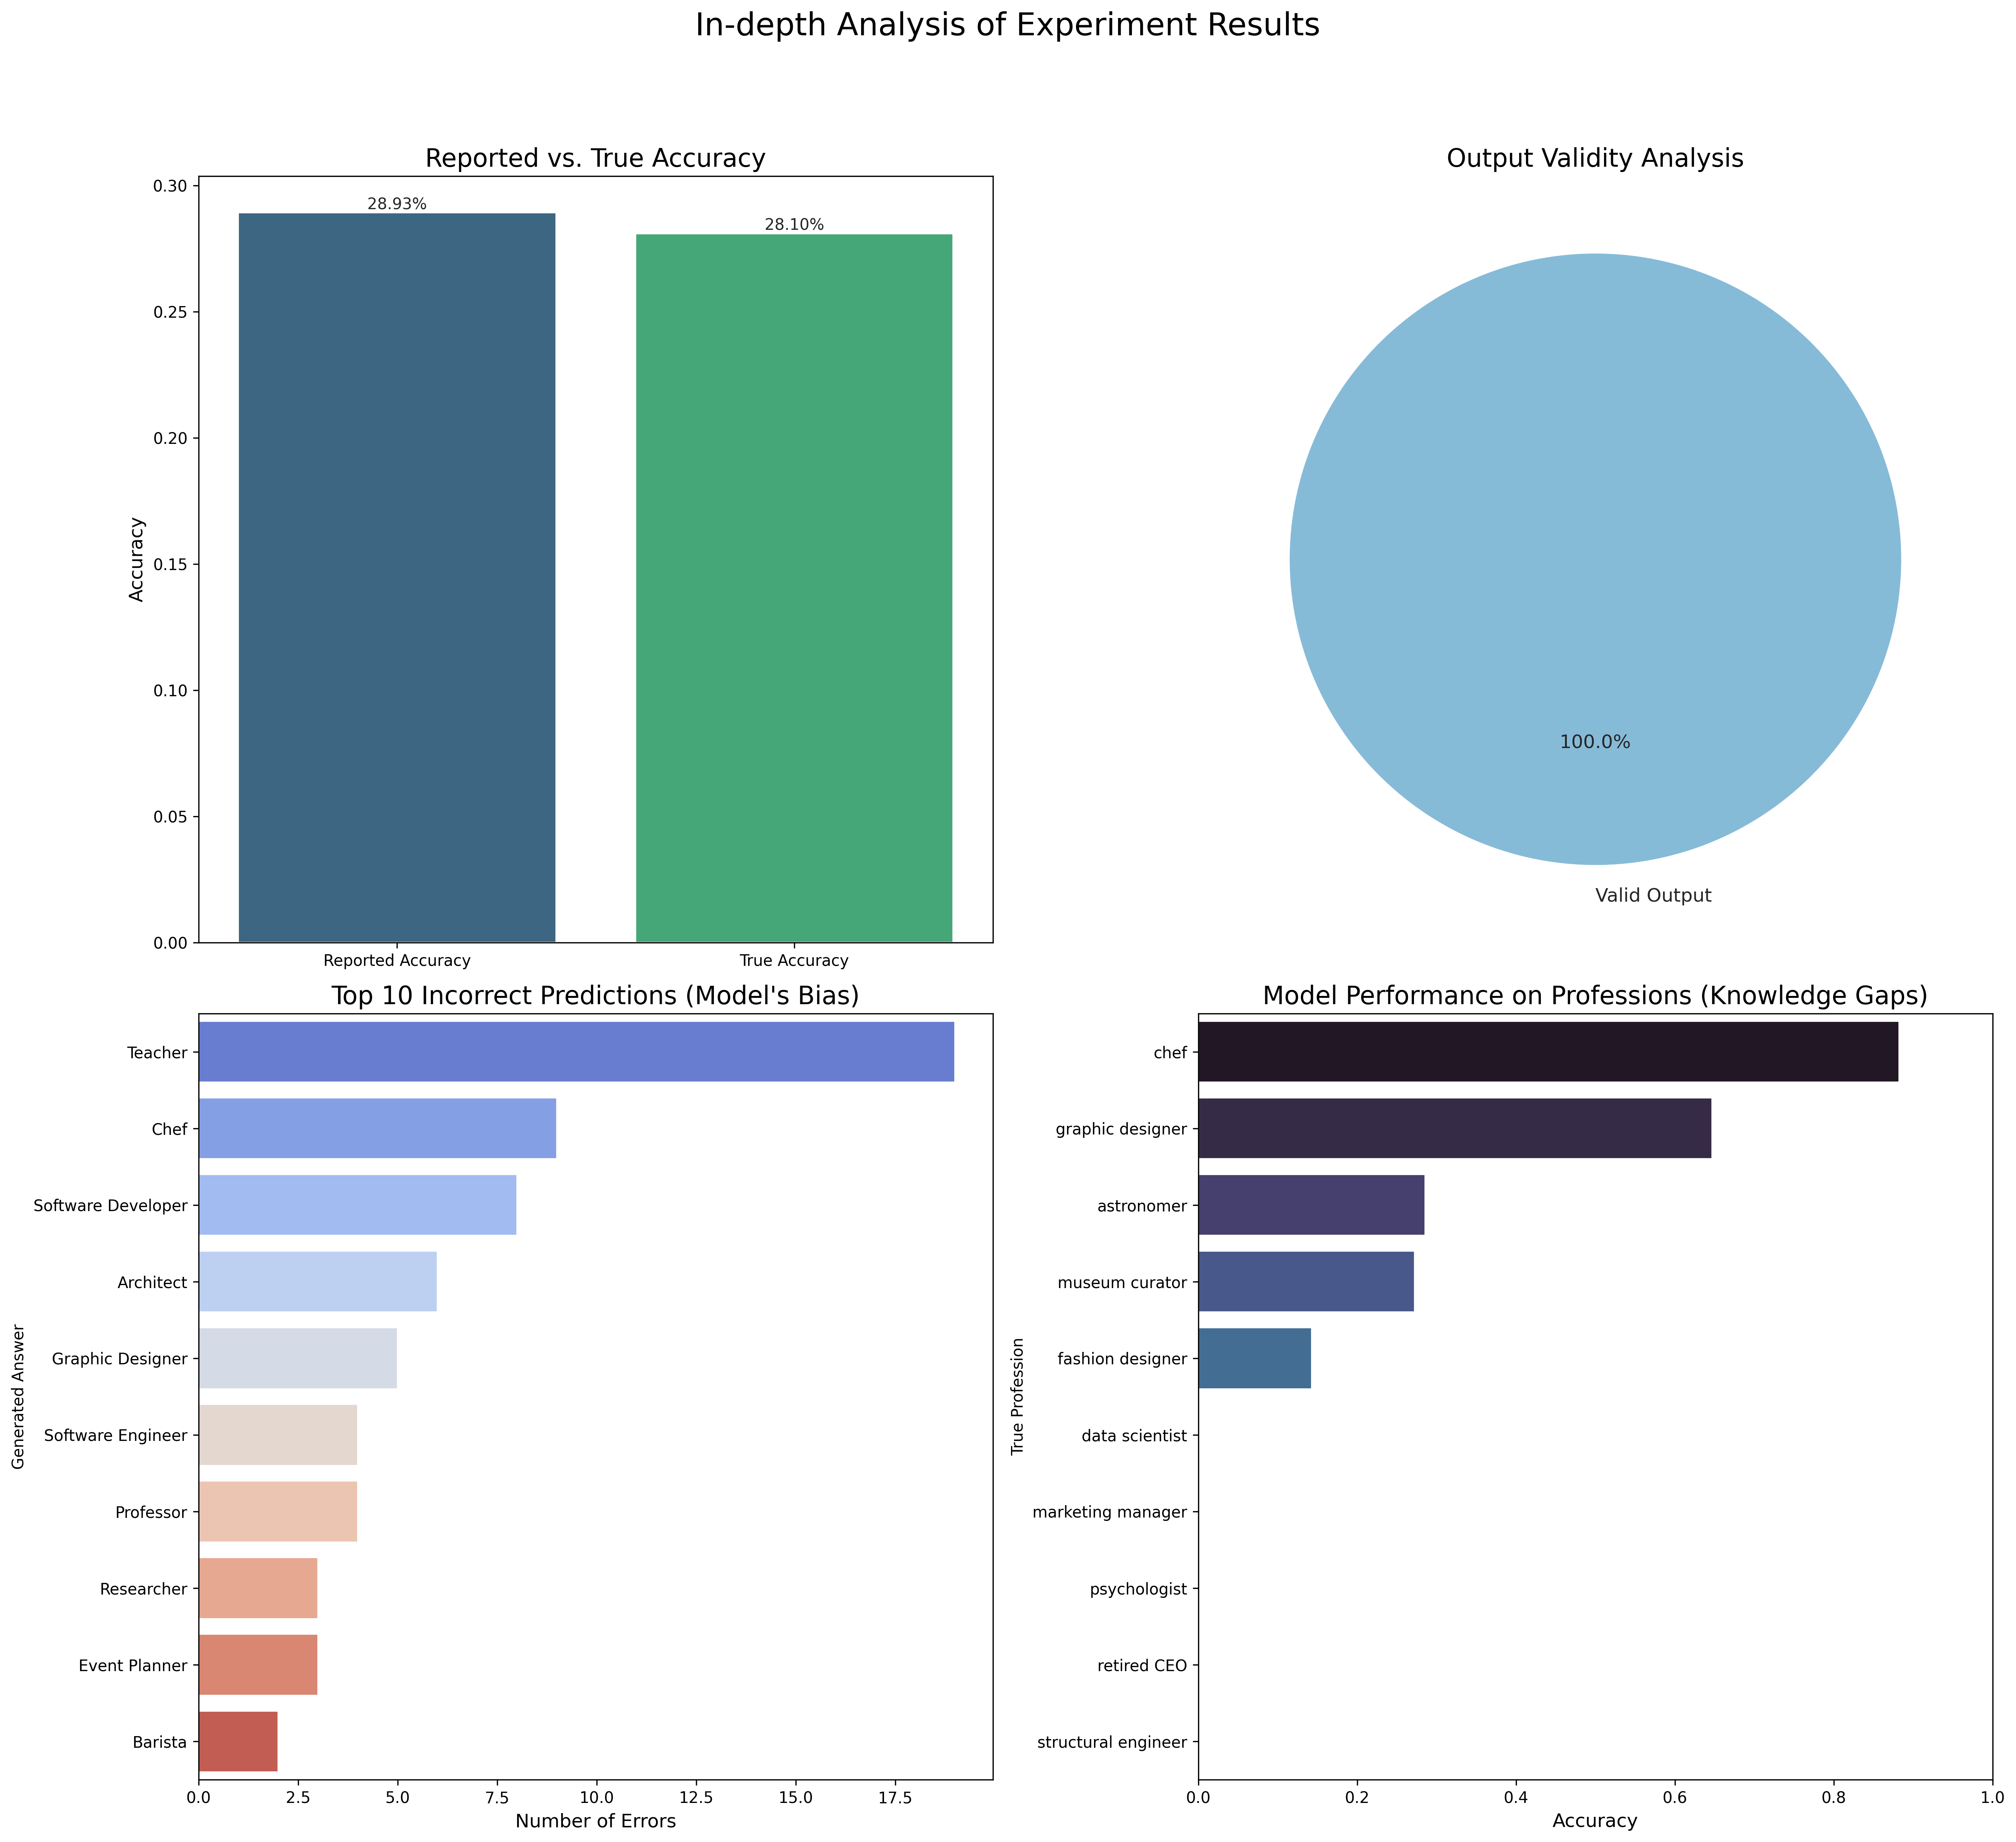 In-depth Analysis of Experiment Results
Reported vs. True Accuracy
0.30
0.25
0.20
0.15
0.10
0.05
0.00
Accuracy
28.93%
28.10%
Reported Accuracy
True Accuracy
Output Validity Analysis
100.0%
Valid Output
Top 10 Incorrect Predictions (Model's Bias)
Generated Answer
Teacher
Chef
Software Developer
Architect
Graphic Designer
Software Engineer
Professor
Researcher
Event Planner
Barista
0.0 2.5 5.0 7.5 10.0 12.5 15.0 17.5
Number of Errors
Model Performance on Professions (Knowledge Gaps)
True Profession
chef
graphic designer
astronomer
museum curator
fashion designer
data scientist
marketing manager
psychologist
retired CEO
structural engineer
0.0 0.2 0.4 0.6 0.8 1.0
Accuracy